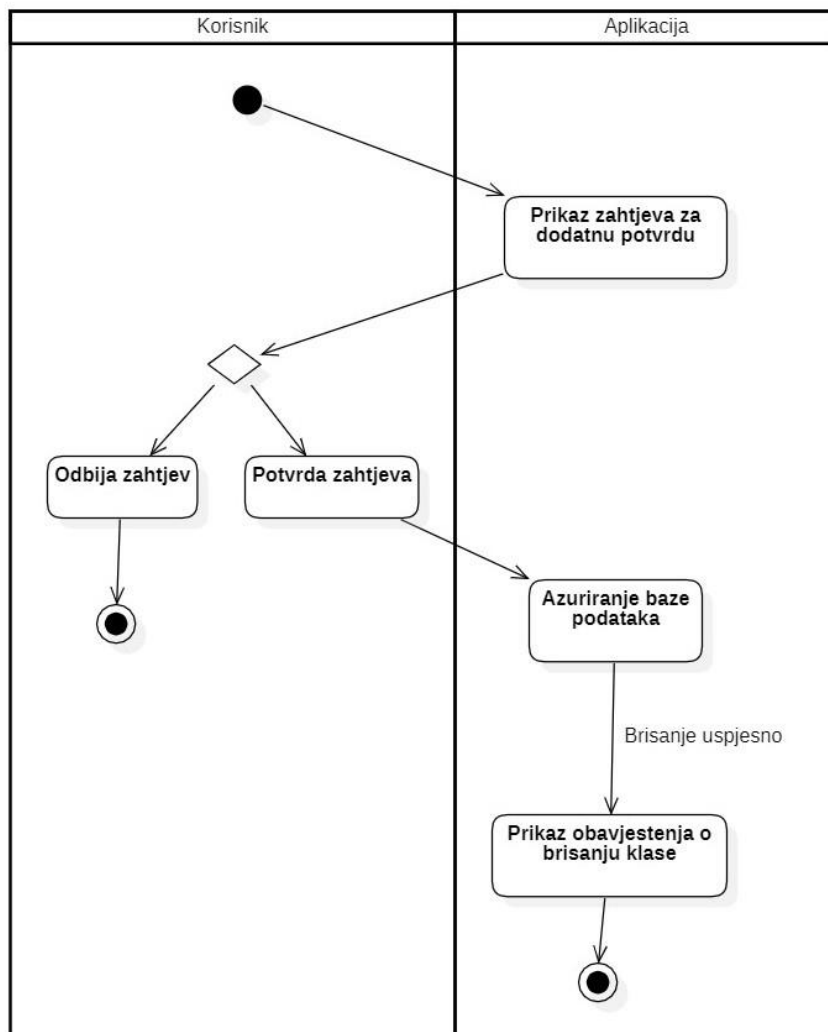 Korisnik
Aplikacija
Prikaz zahtjeva za
dodatnu potvrdu
Odbija zahtjev
Potvrda zahtjeva
Azuriranje baze
podataka
Brisanje uspjesno
Prikaz obavjestenja o
brisanju klase